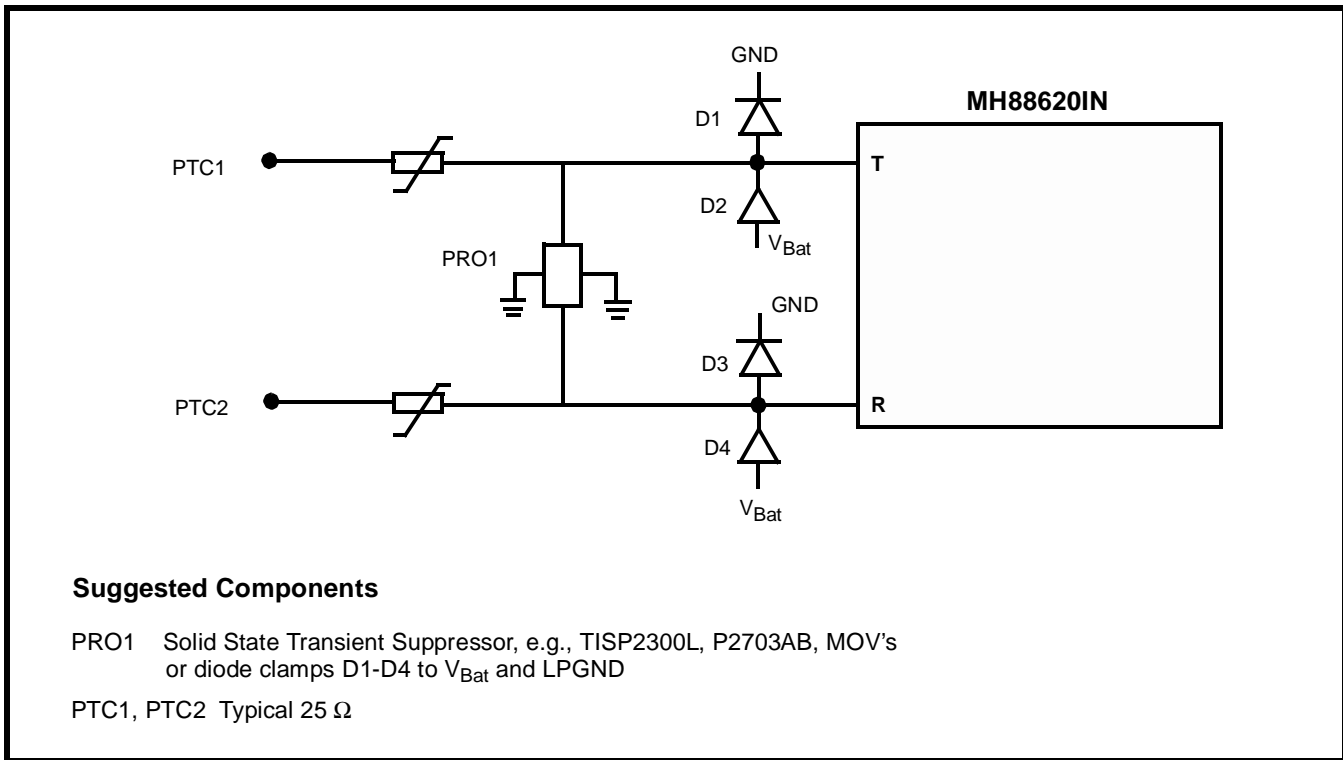 GND
MH88620IN
D1
PTC1
T
D2
VBat
PRO1
GND
D3
PTC2
R
D4
VBat
Suggested Components
PRO1 Solid State Transient Suppressor, e.g., TISP2300L, P2703AB, MOV's
or diode clamps D1-D4 to VBat and LPGND
PTC1, PTC2 Typical 25 Ω